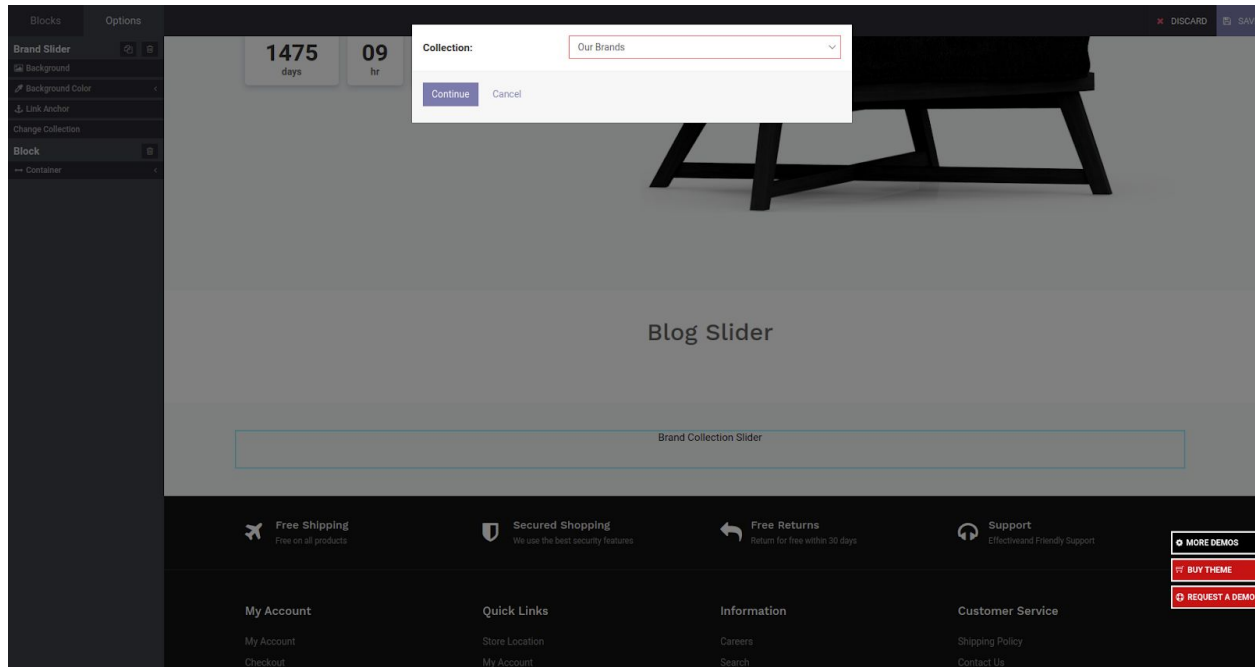 Blocks
Options
DISCARD
SAV
Brand Slider
Background
Background Color
Link Anchor
Change Collection
Block
Container
Collection:
Our Brands
Continue
Cancel
1475
days
09
hr
Blog Slider
Brand Collection Slider
Free Shipping
Free on all products
Secured Shopping
We use the best security features
Free Returns
Return for free within 30 days
Support
Effectiveand Friendly Support
MORE DEMOS
BUY THEME
REQUEST A DEMO
My Account
Quick Links
Information
Customer Service
My Account
Store Location
Careers
Shipping Policy
Checkout
My Account
Search
Contact Us